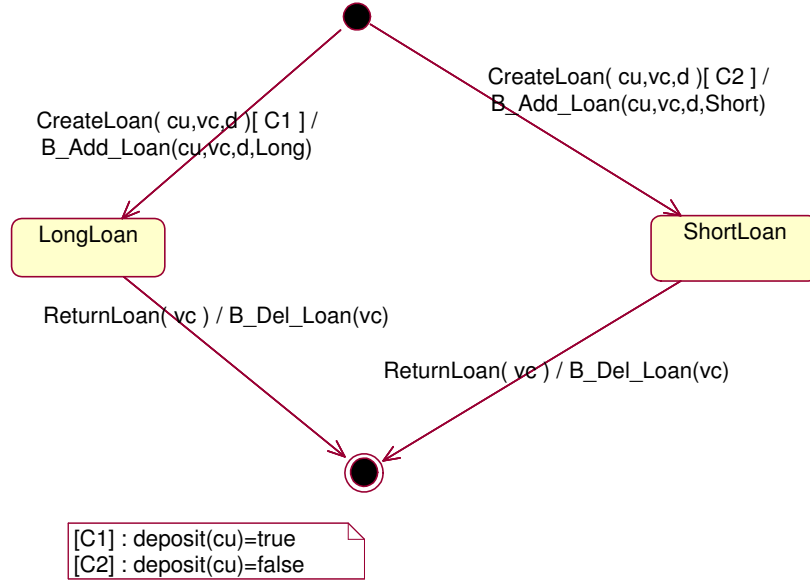 CreateLoan( cu,vc,d )[ C2 ] /
B_Add_Loan(cu,vc,d,Short)
CreateLoan( cu,vc,d )[ C1 ] /
B_Add_Loan(cu,vc,d,Long)
LongLoan
ShortLoan
ReturnLoan( vc ) / B_Del_Loan(vc)
ReturnLoan( vc ) / B_Del_Loan(vc)
[C1] : deposit(cu)=true
[C2] : deposit(cu)=false